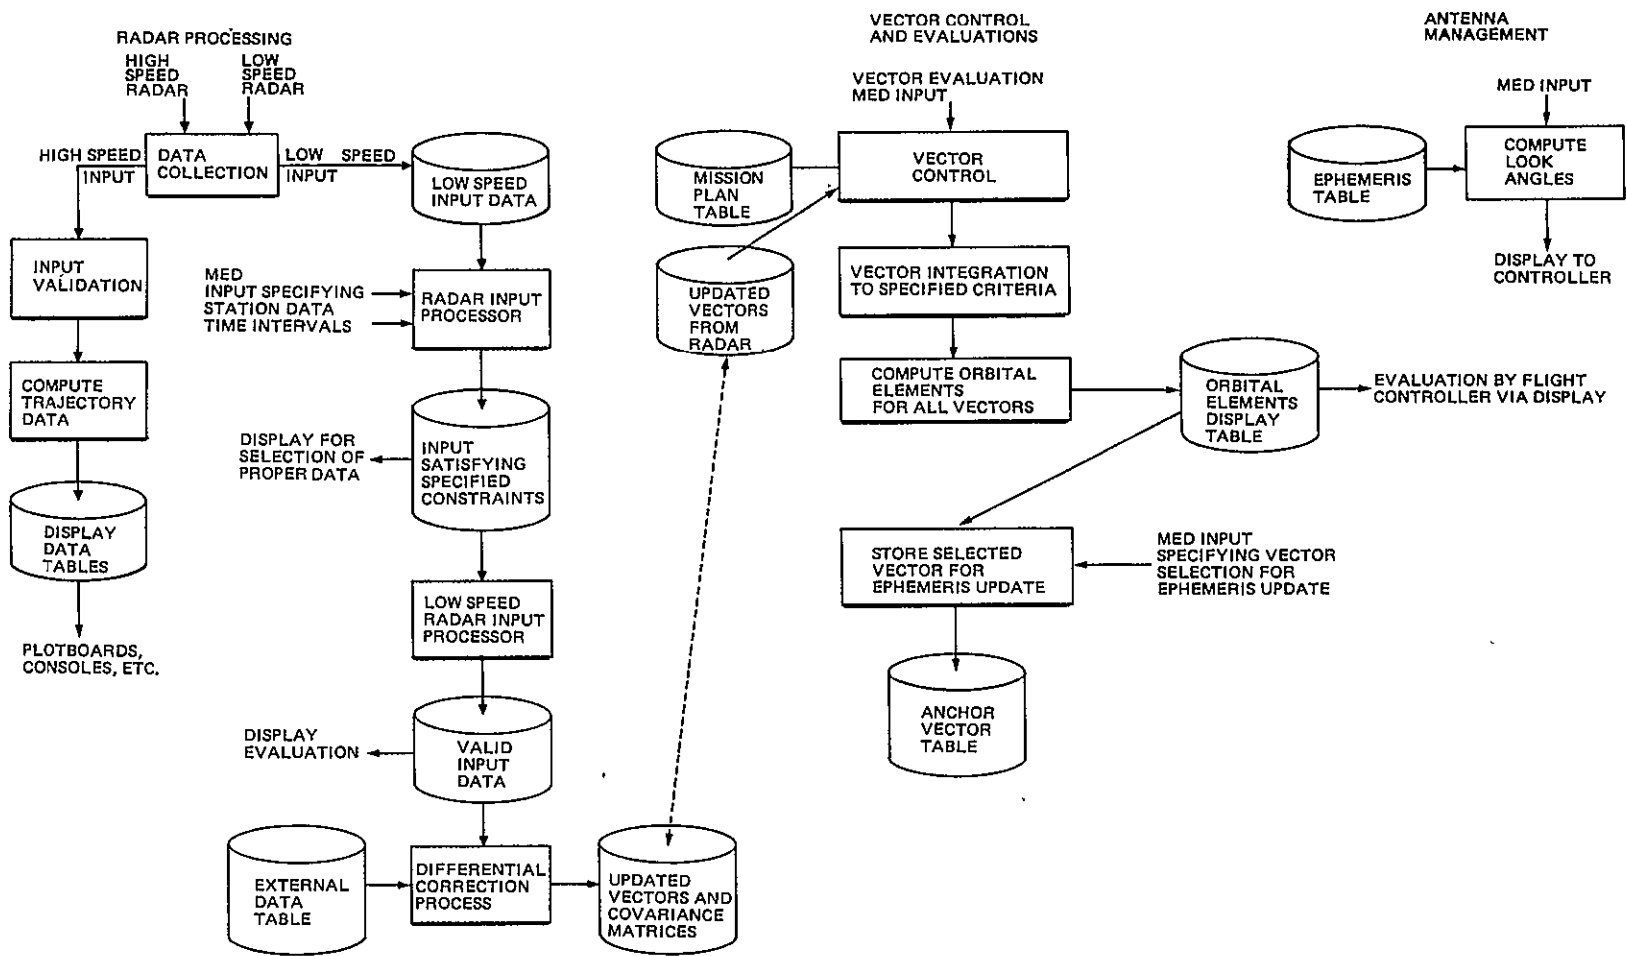 RADAR PROCESSING
HIGH
SPEED
RADAR
LOW
SPEED
RADAR
HIGH SPEED
INPUT
DATA
COLLECTION
LOW SPEED
INPUT
LOW SPEED
INPUT DATA
INPUT
VALIDATION
MED
INPUT SPECIFYING
STATION DATA
TIME INTERVALS
RADAR INPUT
PROCESSOR
COMPUTE
TRAJECTORY
DATA
DISPLAY FOR
SELECTION OF
PROPER DATA
INPUT
SATISFYING
SPECIFIED
CONSTRAINTS
DISPLAY
DATA
TABLES
LOW SPEED
RADAR INPUT
PROCESSOR
PLOTBOARDS,
CONSOLES, ETC.
DISPLAY
EVALUATION
VALID
INPUT
DATA
EXTERNAL
DATA
TABLE
DIFFERENTIAL
CORRECTION
PROCESS
UPDATED
VECTORS AND
COVARIANCE
MATRICES
VECTOR CONTROL
AND EVALUATIONS
VECTOR EVALUATION
MED INPUT
MISSION
PLAN
TABLE
VECTOR
CONTROL
UPDATED
VECTORS
FROM
RADAR
VECTOR INTEGRATION
TO SPECIFIED CRITERIA
COMPUTE ORBITAL
ELEMENTS
FOR ALL VECTORS
ORBITAL
ELEMENTS
DISPLAY
TABLE
EVALUATION BY FLIGHT
CONTROLLER VIA DISPLAY
STORE SELECTED
VECTOR FOR
EPHEMERIS UPDATE
MED INPUT
SPECIFYING VECTOR
SELECTION FOR
EPHEMERIS UPDATE
ANCHOR
VECTOR
TABLE
ANTENNA
MANAGEMENT
MED INPUT
EPHEMERIS
TABLE
COMPUTE
LOOK
ANGLES
DISPLAY TO
CONTROLLER